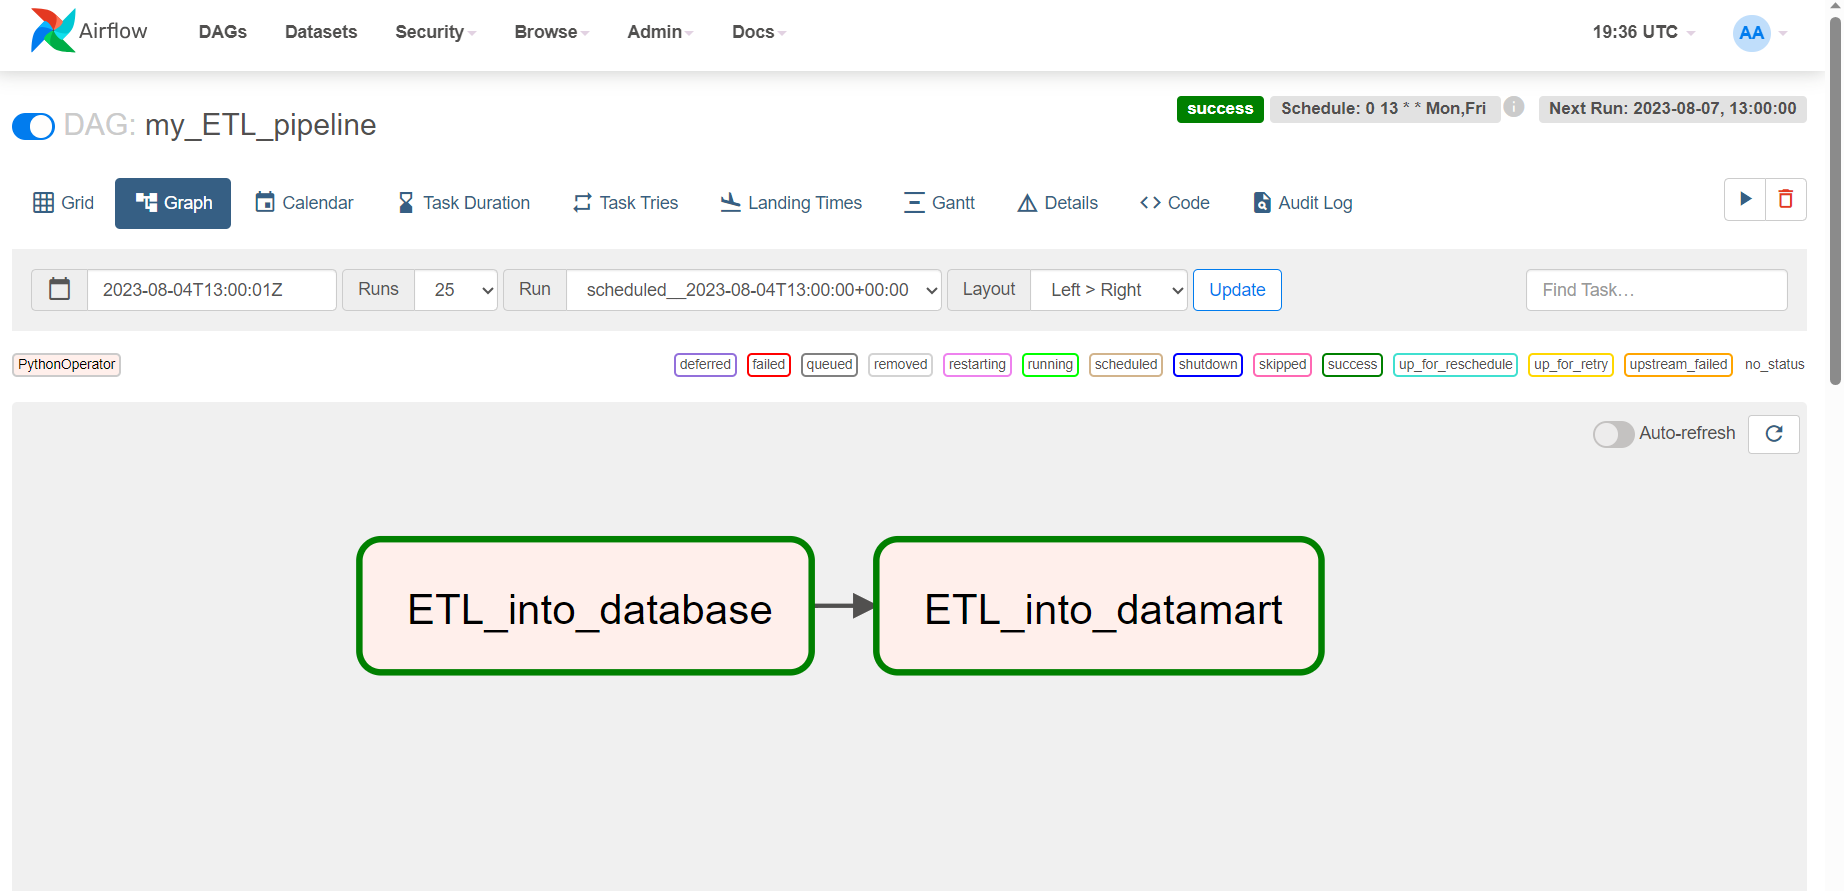 Airflow DAGs Datasets Security Browse Admin Docs 19:36 UTC AA
success Schedule: 0 13 * * Mon,Fri i Next Run: 2023-08-07, 13:00:00
DAG: my_ETL_pipeline
Grid Graph Calendar Task Duration Task Tries Landing Times Gantt Details Code Audit Log
2023-08-04T13:00:01Z Runs 25 Run scheduled__2023-08-04T13:00:00+00:00 Layout Left > Right Update Find Task...
PythonOperator deferred failed queued removed restarting running scheduled shutdown skipped success up_for_reschedule up_for_retry upstream_failed no_status
Auto-refresh
ETL_into_database ETL_into_datamart